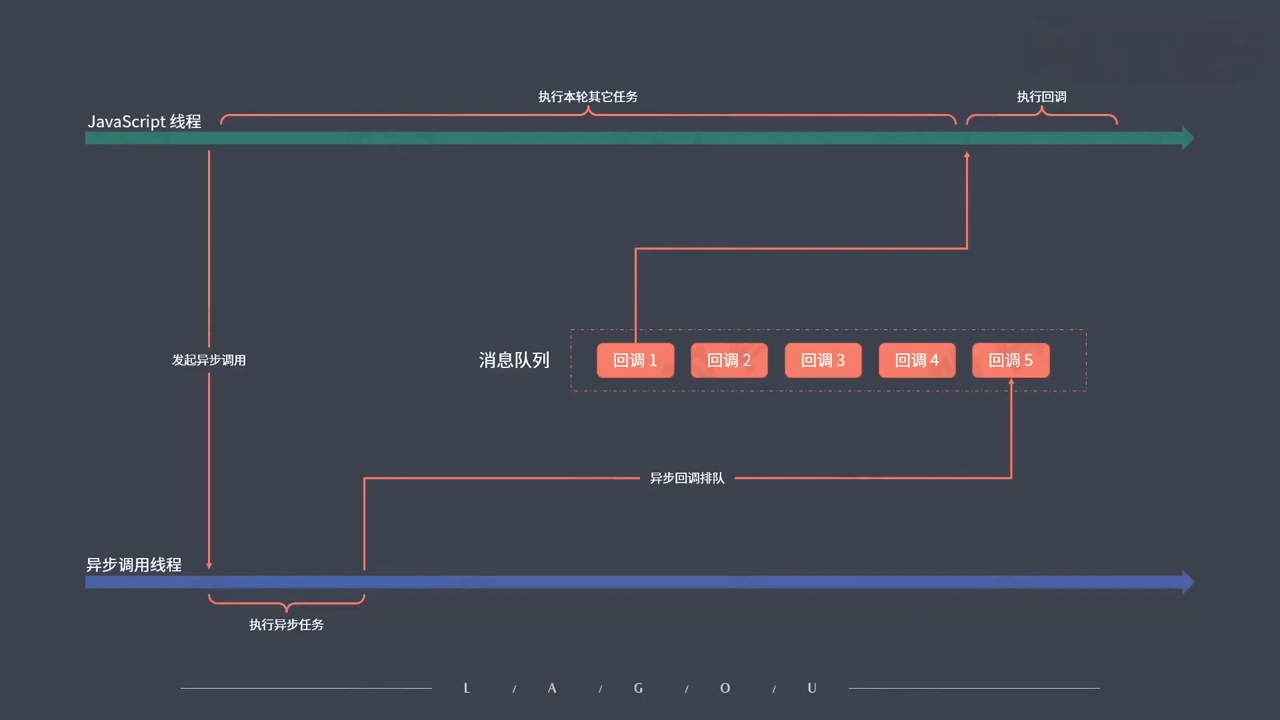 执行本轮其它任务
执行回调
JavaScript 线程
发起异步调用
消息队列
回调 1
回调 2
回调 3
回调 4
回调 5
异步回调排队
异步调用线程
执行异步任务
L / A / G / O / U